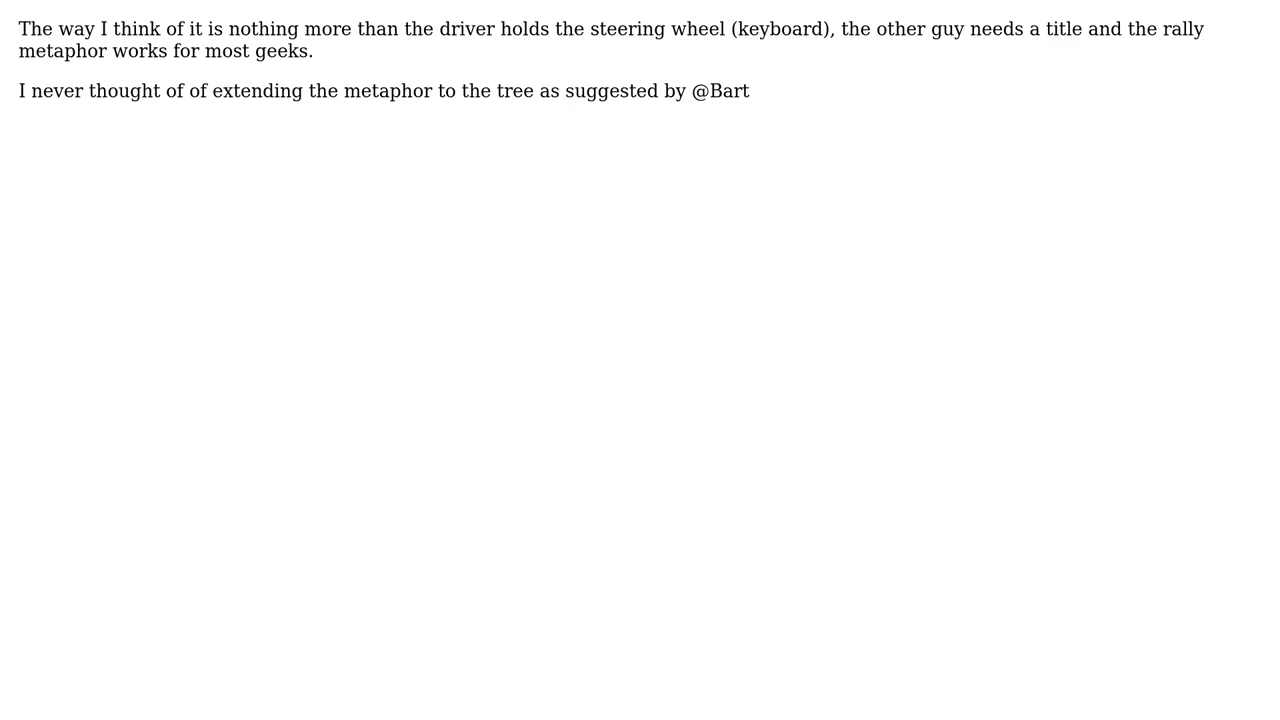 The way I think of it is nothing more than the driver holds the steering wheel (keyboard), the other guy needs a title and the rally
metaphor works for most geeks.
I never thought of of extending the metaphor to the tree as suggested by @Bart